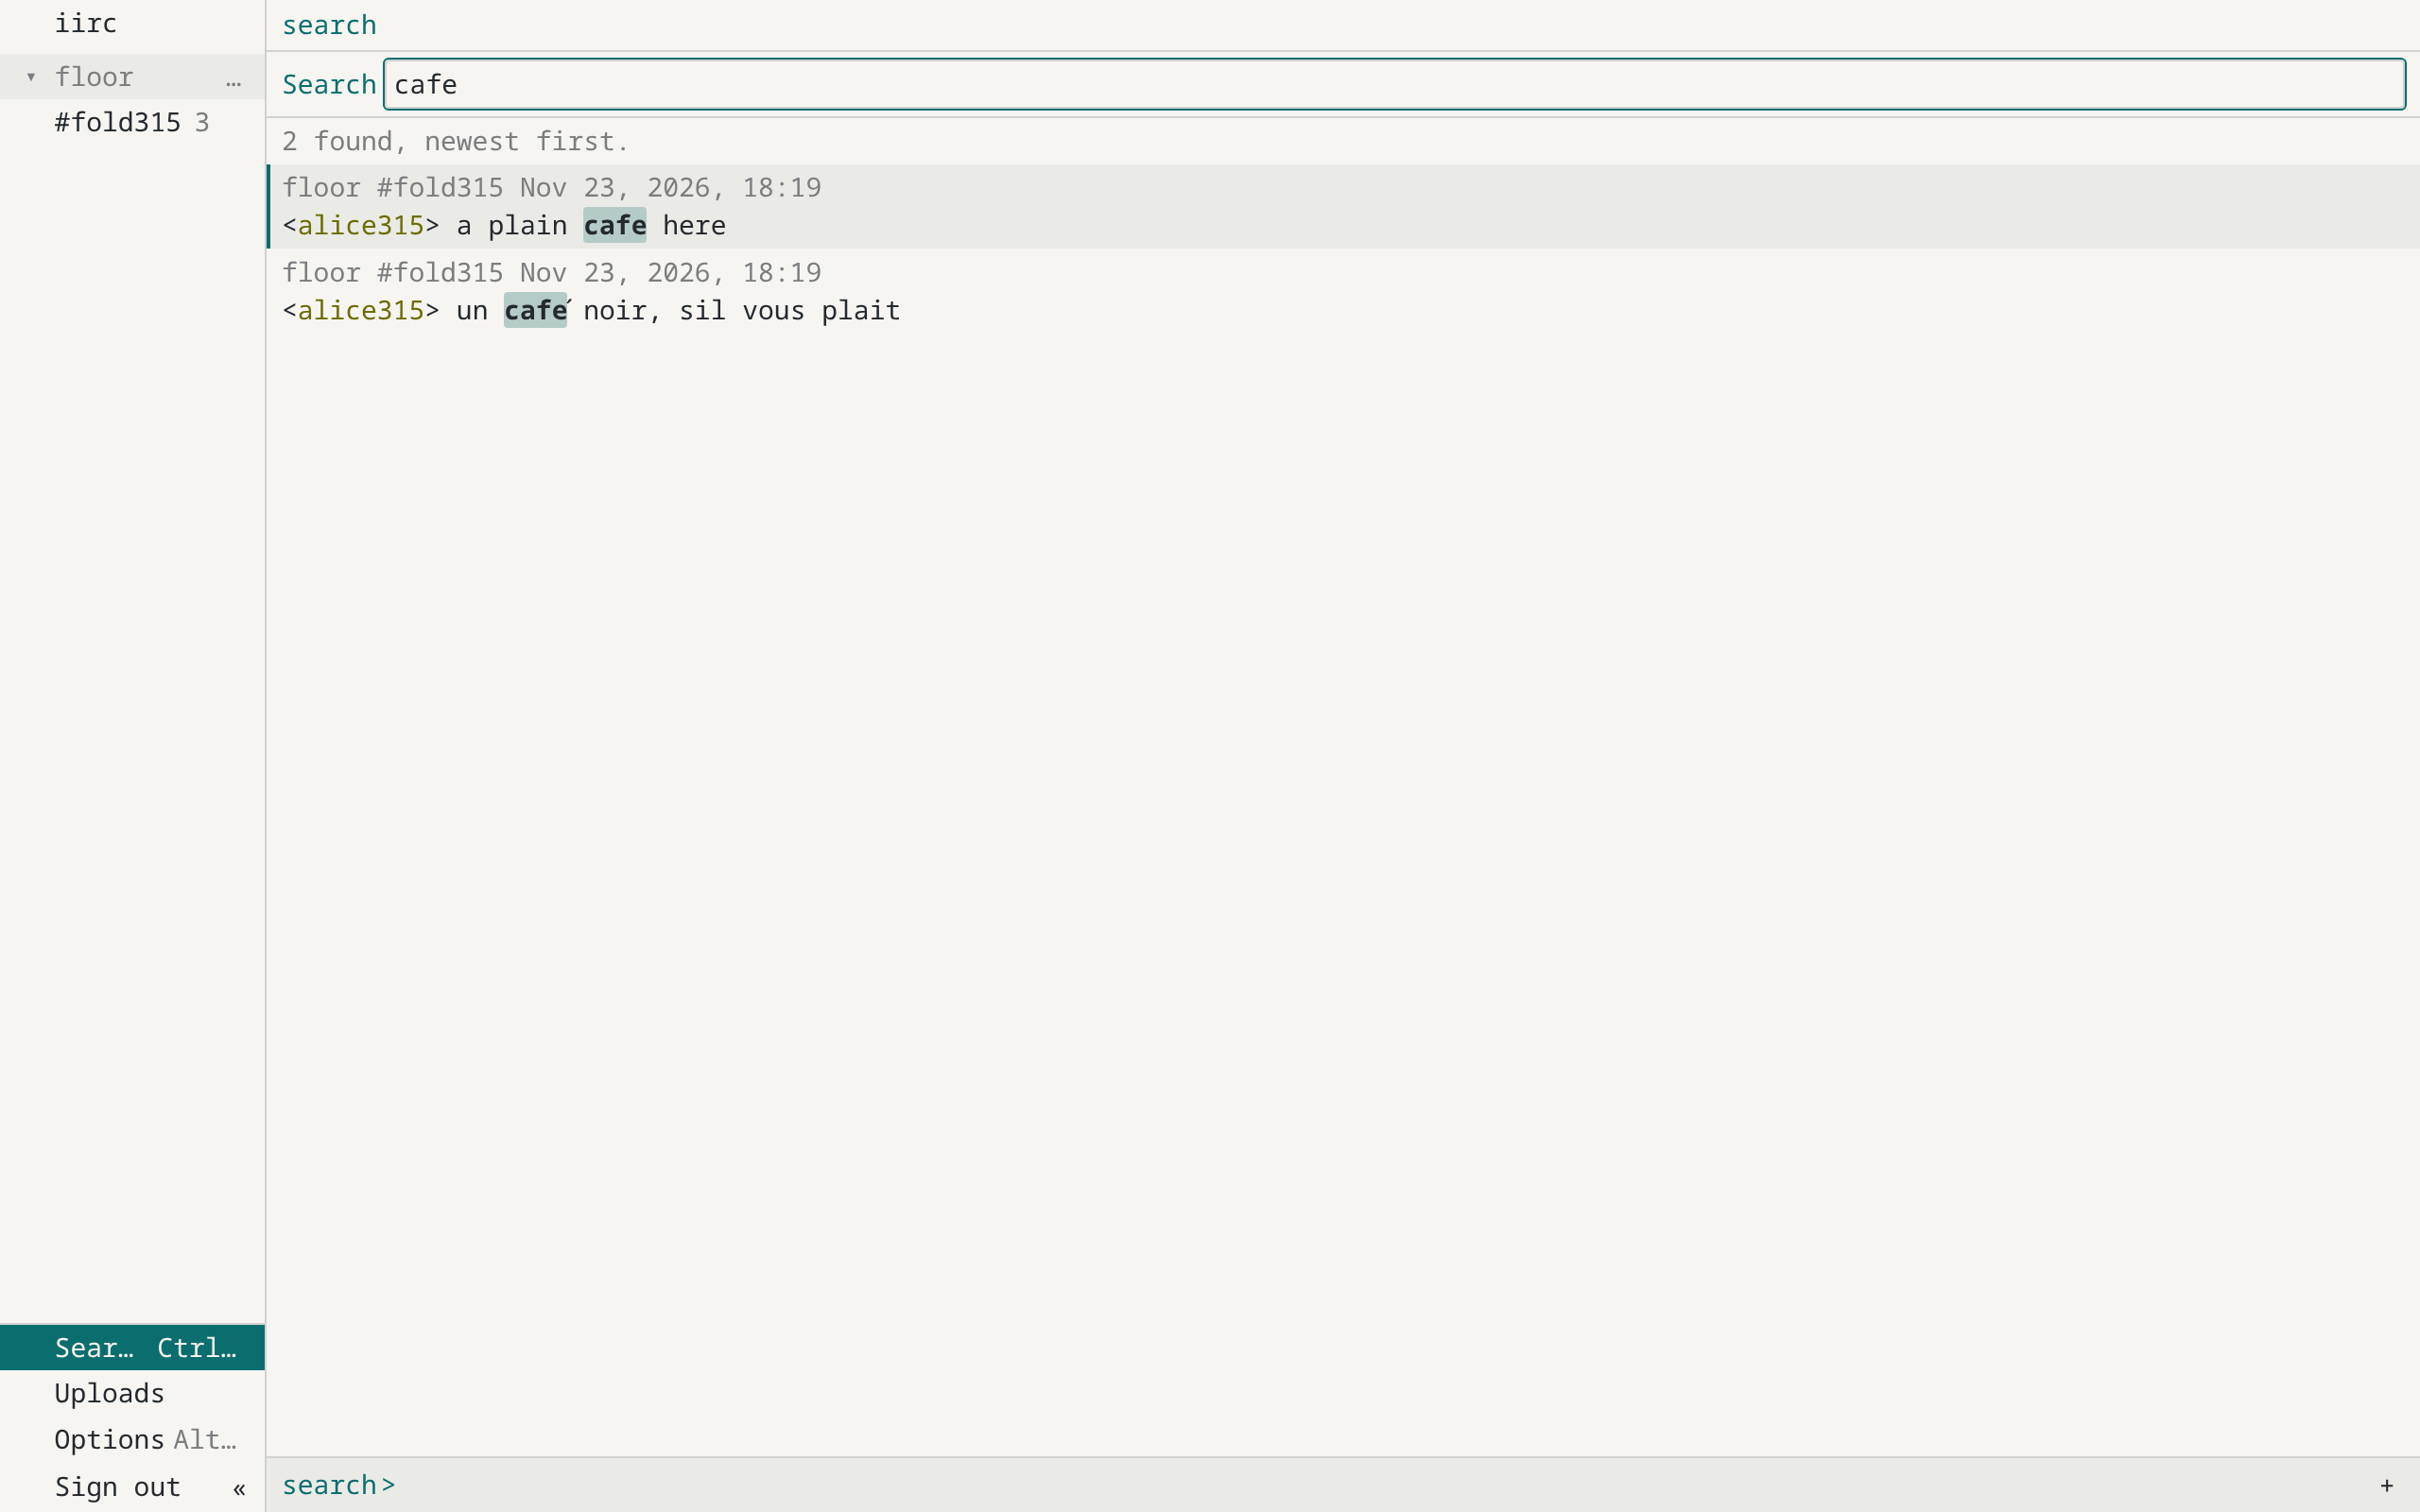 iirc
▾ floor …
#fold315 3
Sear… Ctrl…
Uploads
Options Alt…
Sign out «
search
Search cafe
2 found, newest first.
floor #fold315 Nov 23, 2026, 18:19
<alice315> a plain cafe here
floor #fold315 Nov 23, 2026, 18:19
<alice315> un café noir, sil vous plait
search> +